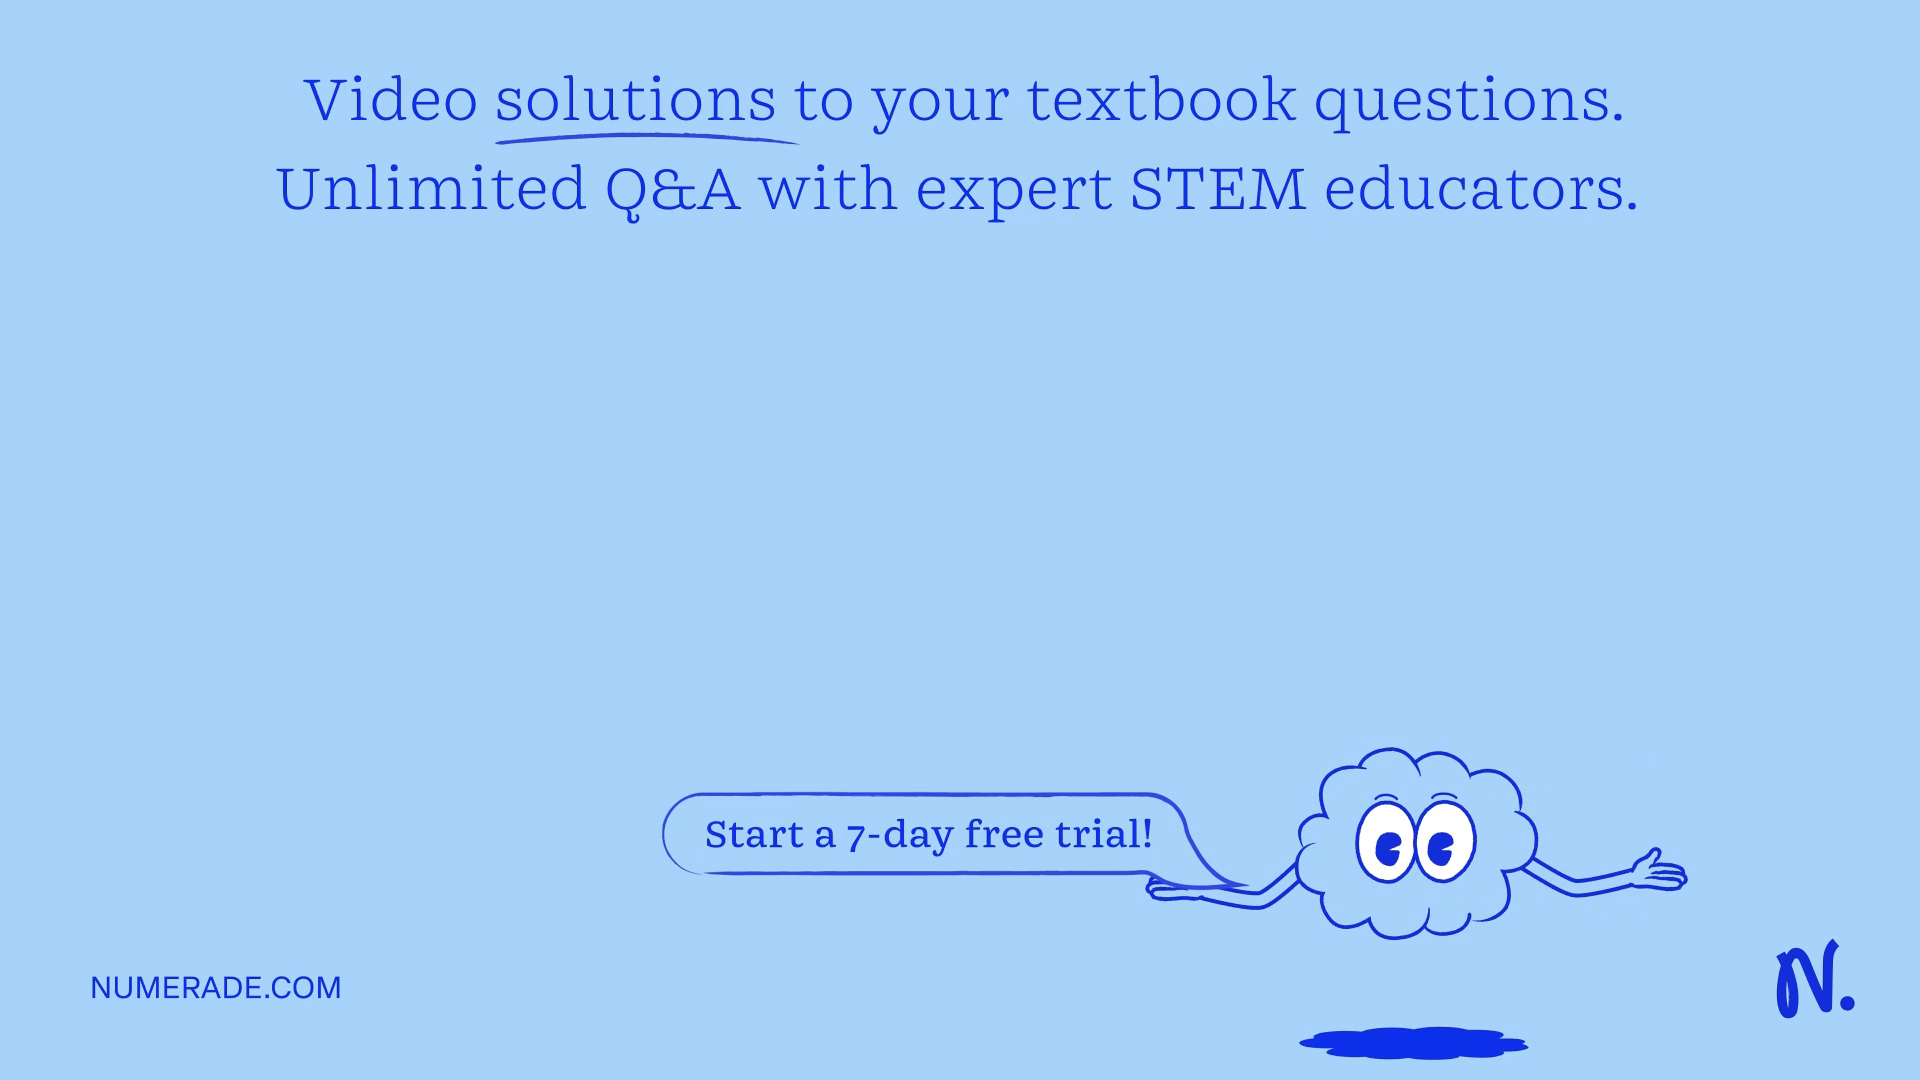 Video solutions to your textbook questions.
Unlimited Q&A with expert STEM educators.
Start a 7-day free trial!
NUMERADE.COM
N.